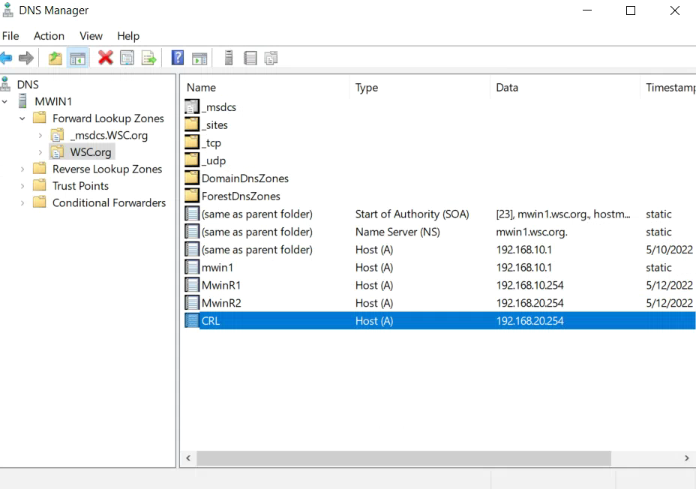 DNS Manager
File Action View Help
DNS
MWIN1
Forward Lookup Zones
_msdcs.WSC.org
WSC.org
Reverse Lookup Zones
Trust Points
Conditional Forwarders
Name Type Data Timestamp
_msdcs
_sites
_tcp
_udp
DomainDnsZones
ForestDnsZones
(same as parent folder) Start of Authority (SOA) [23], mwin1.wsc.org., hostm... static
(same as parent folder) Name Server (NS) mwin1.wsc.org. static
(same as parent folder) Host (A) 192.168.10.1 5/10/2022
mwin1 Host (A) 192.168.10.1 static
MwinR1 Host (A) 192.168.10.254 5/12/2022
MwinR2 Host (A) 192.168.20.254 5/12/2022
CRL Host (A) 192.168.20.254